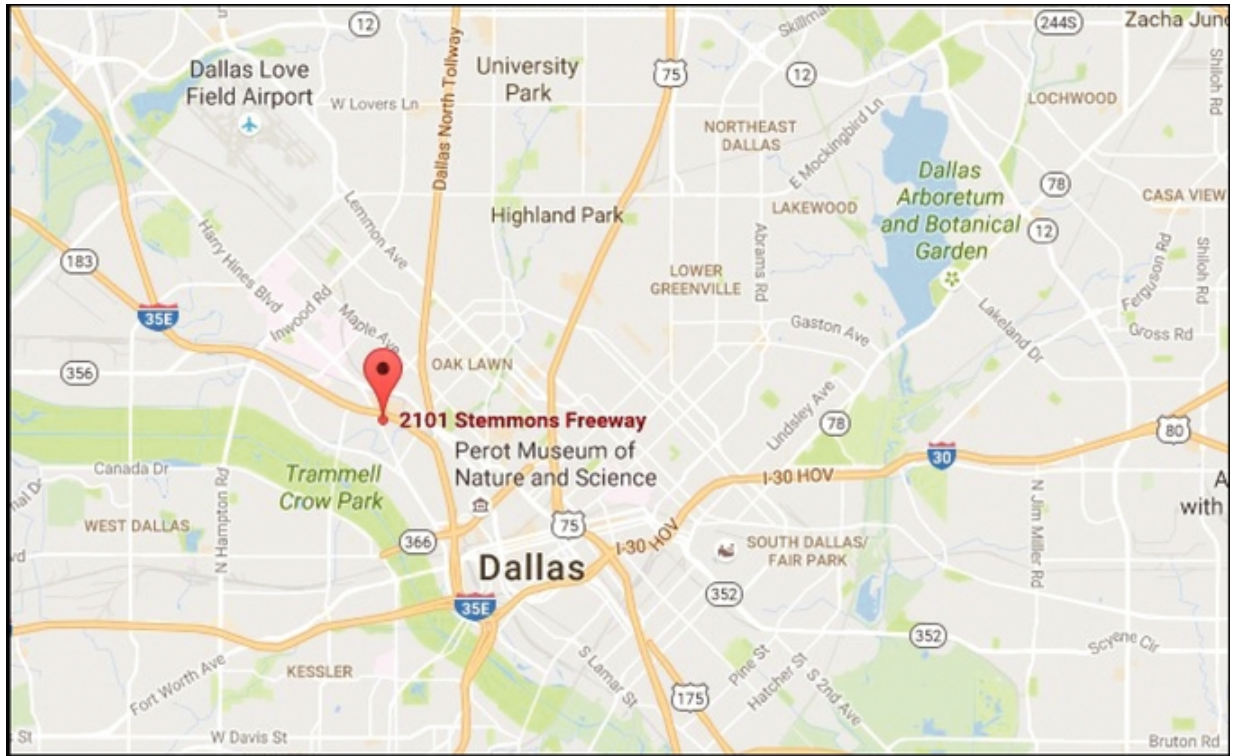 12
Skillman
244S
Zacha Junc
Dallas Love
Field Airport
University
Park
75
12
Shiloh Rd
W Lovers Ln
Dallas North Tollway
LOCHWOOD
NORTHEAST
DALLAS
E Mockingbird Ln
Dallas
Arboretum
and Botanical
Garden
78
CASA VIEW
Lemmon Ave
Highland Park
LAKEWOOD
12
Harry Hines Blvd
Abrams Rd
183
LOWER
GREENVILLE
Ferguson Rd
Shiloh Rd
35E
Inwood Rd
Maple Ave
Gaston Ave
Lakeland Dr
Gross Rd
356
OAK LAWN
2101 Stemmons Freeway
Lindsley Ave
78
80
Perot Museum of
Nature and Science
30
I-30 HOV
Canada Dr
Trammell
Crow Park
N Hampton Rd
N Jim Miller Rd
A
with
WEST DALLAS
366
75
I-30 HOV
SOUTH DALLAS/
FAIR PARK
vd
Dallas
35E
352
352
Scyene Cir
KESSLER
Fort Worth Ave
S Lamar St
Pine St
Hatcher St
S 2nd Ave
175
St
W Davis St
Bruton Rd